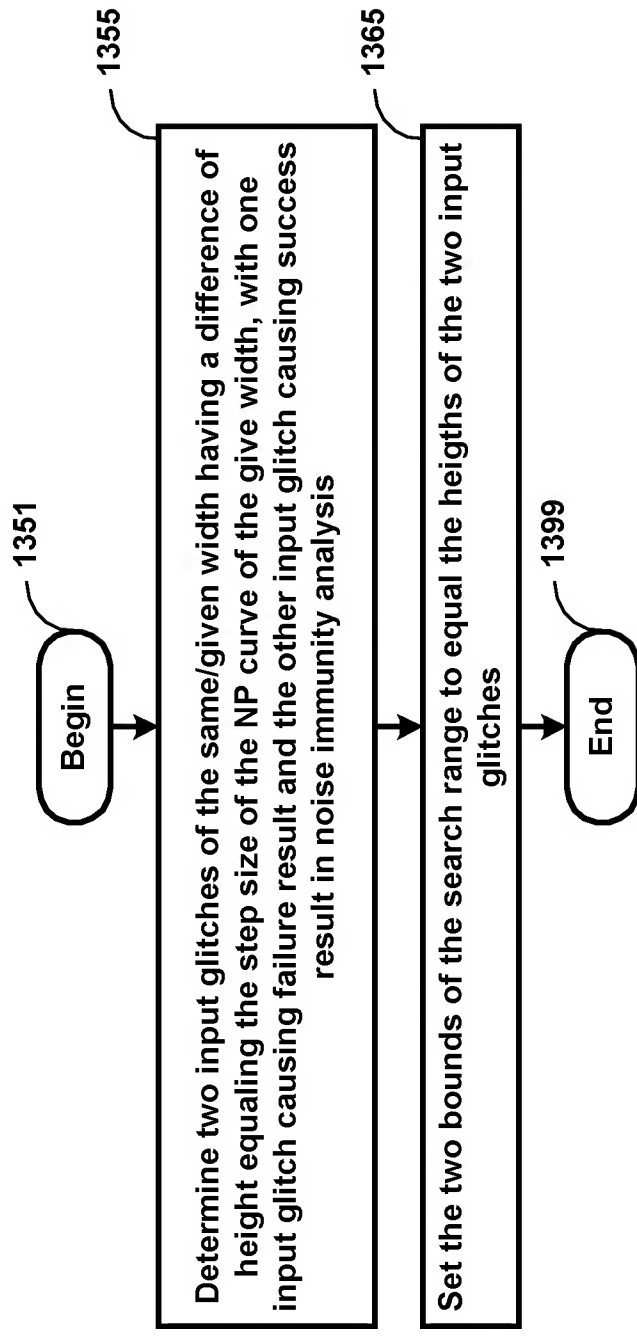 Begin
1351
Determine two input glitches of the same/given width having a difference of
height equaling the step size of the NP curve of the give width, with one
input glitch causing failure result and the other input glitch causing success
result in noise immunity analysis
1355
Set the two bounds of the search range to equal the heigths of the two input
glitches
1365
End
1399